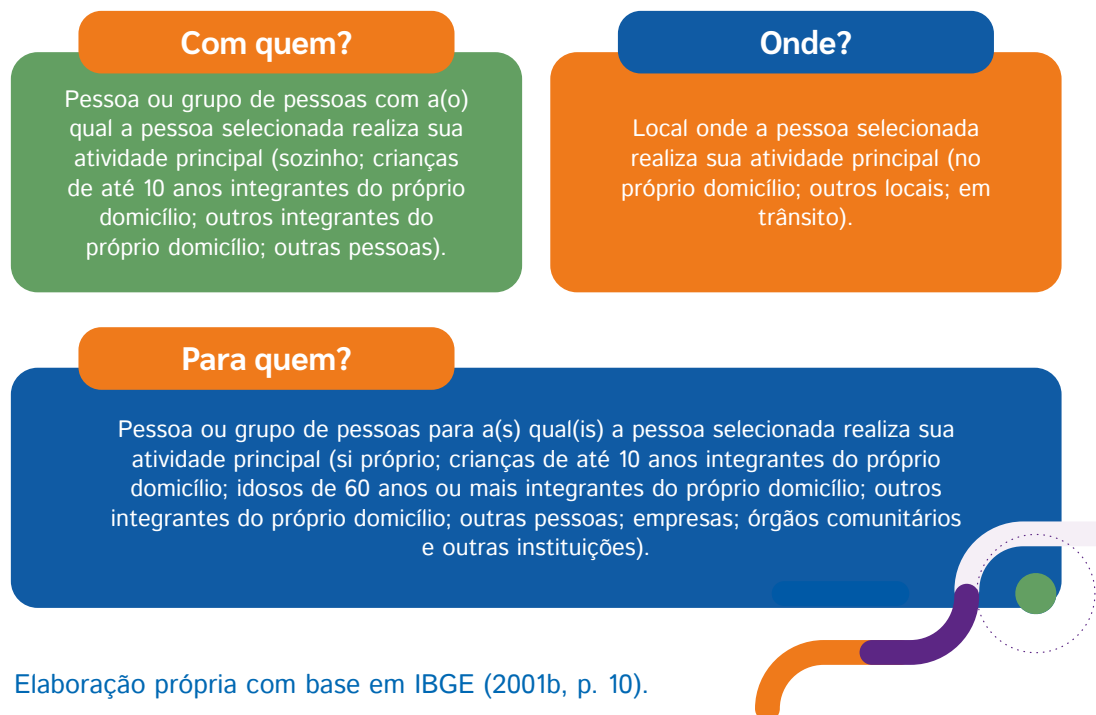 Com quem?
Pessoa ou grupo de pessoas com a(o)
qual a pessoa selecionada realiza sua
atividade principal (sozinho; crianças
de até 10 anos integrantes do próprio
domicílio; outros integrantes do
próprio domicílio; outras pessoas).
Onde?
Local onde a pessoa selecionada
realiza sua atividade principal (no
próprio domicílio; outros locais; em
trânsito).
Para quem?
Pessoa ou grupo de pessoas para a(s) qual(is) a pessoa selecionada realiza sua
atividade principal (si próprio; crianças de até 10 anos integrantes do próprio
domicílio; idosos de 60 anos ou mais integrantes do próprio domicílio; outros
integrantes do próprio domicílio; outras pessoas; empresas; órgãos comunitários
e outras instituições).
Elaboração própria com base em IBGE (2001b, p. 10).